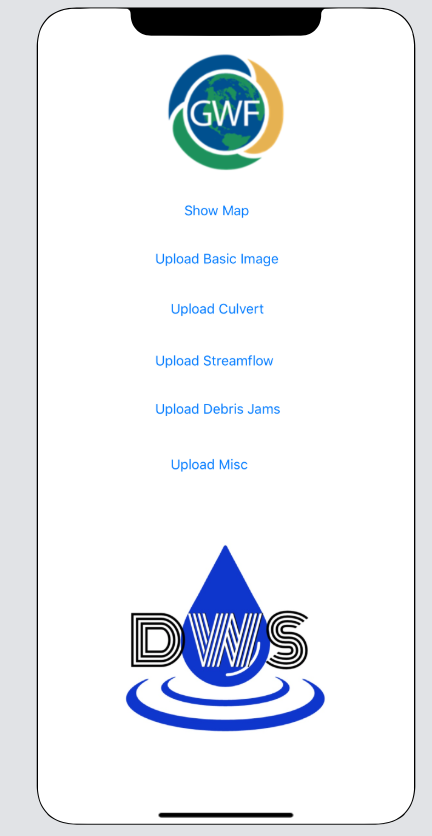 GWF
Show Map
Upload Basic Image
Upload Culvert
Upload Streamflow
Upload Debris Jams
Upload Misc
DWS